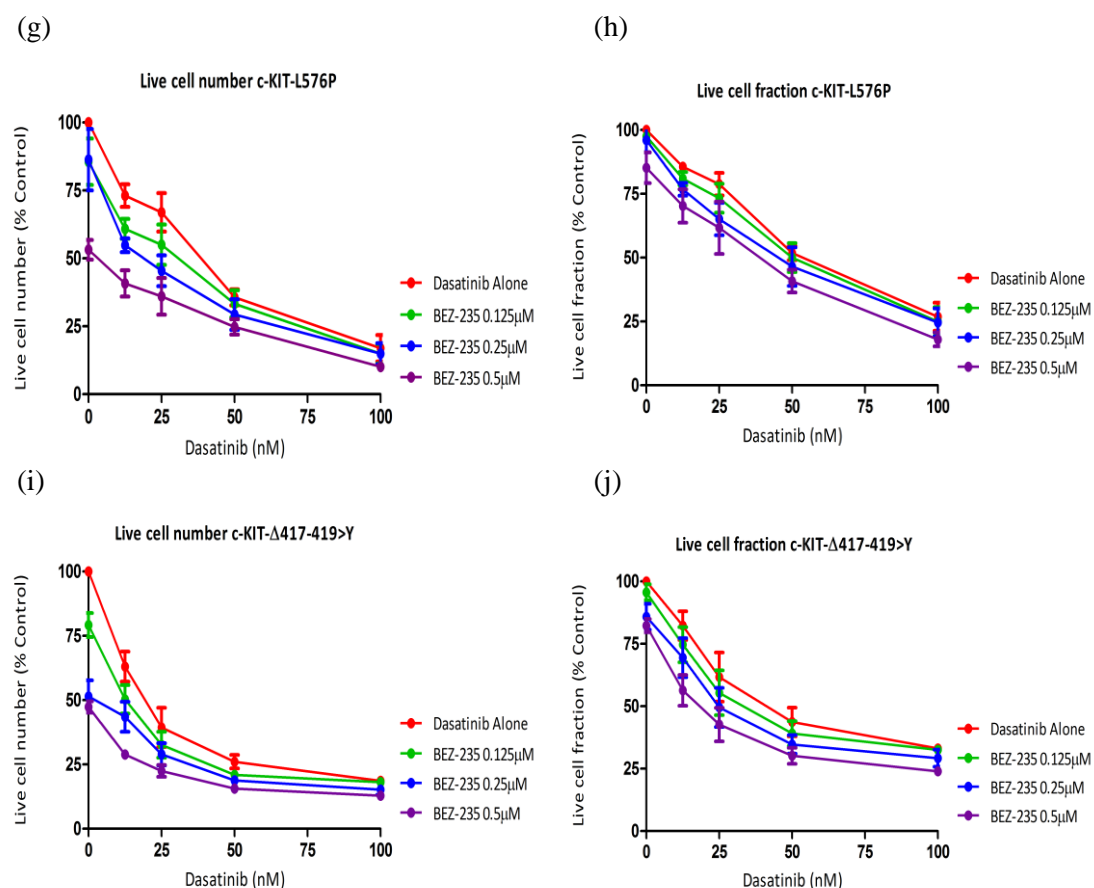 (g)
Live cell number c-KIT-L576P
Live cell number (% Control)
100
75
50
25
0
0 25 50 75 100
Dasatinib (nM)
Dasatinib Alone
BEZ-235 0.125μM
BEZ-235 0.25μM
BEZ-235 0.5μM
(h)
Live cell fraction c-KIT-L576P
Live cell fraction (% Control)
100
75
50
25
0
0 25 50 75 100
Dasatinib (nM)
Dasatinib Alone
BEZ-235 0.125μM
BEZ-235 0.25μM
BEZ-235 0.5μM
(i)
Live cell number c-KIT-Δ417-419>Y
Live cell number (% Control)
100
75
50
25
0
0 25 50 75 100
Dasatinib (nM)
Dasatinib Alone
BEZ-235 0.125μM
BEZ-235 0.25μM
BEZ-235 0.5μM
(j)
Live cell fraction c-KIT-Δ417-419>Y
Live cell fraction (% Control)
100
75
50
25
0
0 25 50 75 100
Dasatinib (nM)
Dasatinib Alone
BEZ-235 0.125μM
BEZ-235 0.25μM
BEZ-235 0.5μM